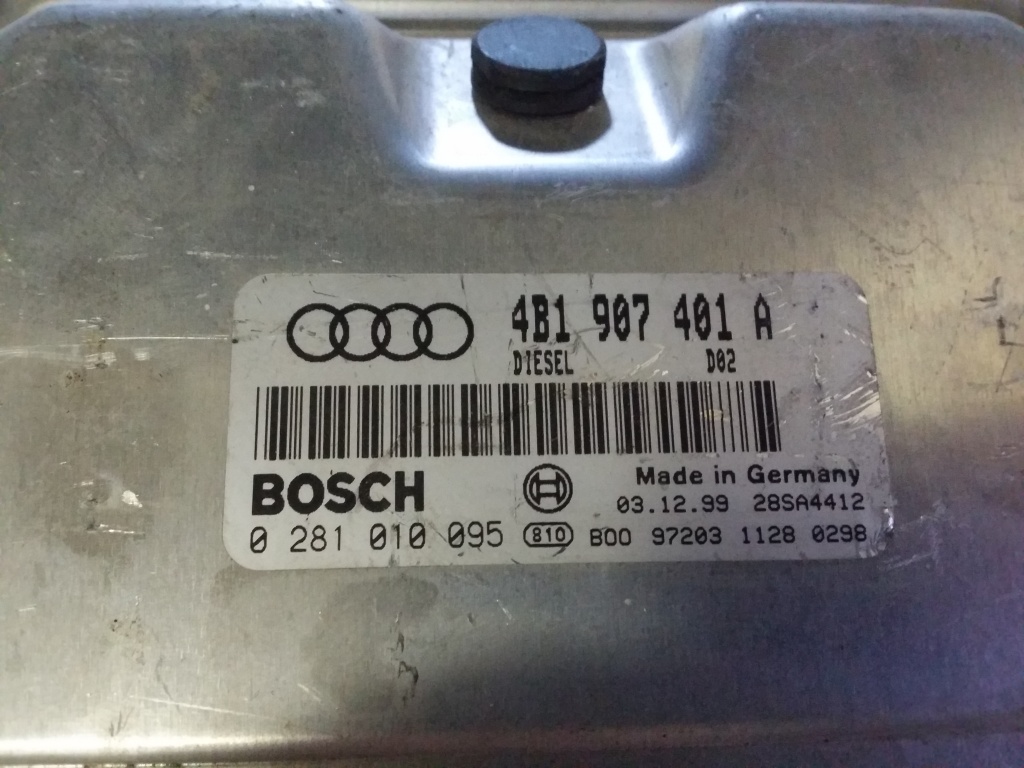 4B1 907 401 A
DIESEL D02
BOSCH
Made in Germany
03.12.99 28SA4412
0 281 010 095 810 B00 97203 1128 0298